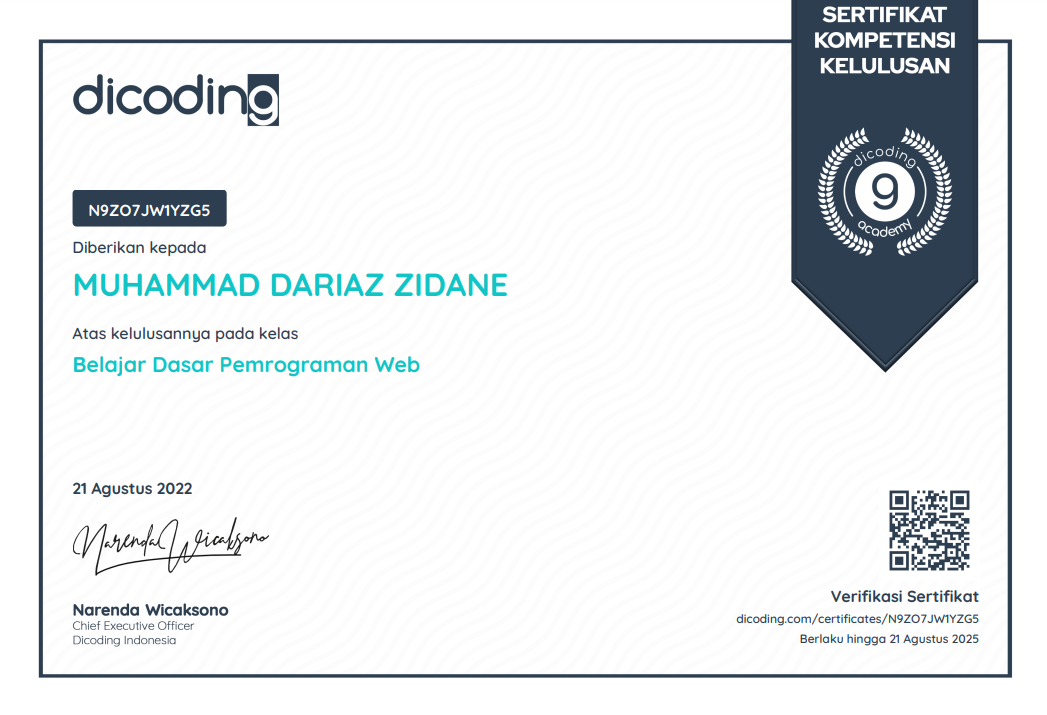 SERTIFIKAT
KOMPETENSI
KELULUSAN
dicoding
dicoding
9
academy
N9ZO7JW1YZG5
Diberikan kepada
MUHAMMAD DARIAZ ZIDANE
Atas kelulusannya pada kelas
Belajar Dasar Pemrograman Web
21 Agustus 2022
Narenda Wicaksono
Narenda Wicaksono
Chief Executive Officer
Dicoding Indonesia
Verifikasi Sertifikat
dicoding.com/certificates/N9ZO7JW1YZG5
Berlaku hingga 21 Agustus 2025